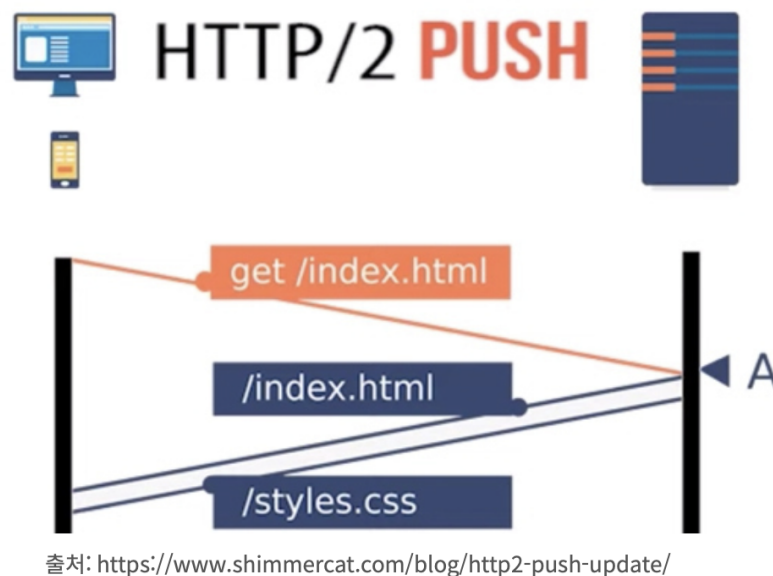 HTTP/2 PUSH
get /index.html
A
/index.html
/styles.css
출처: https://www.shimmercat.com/blog/http2-push-update/